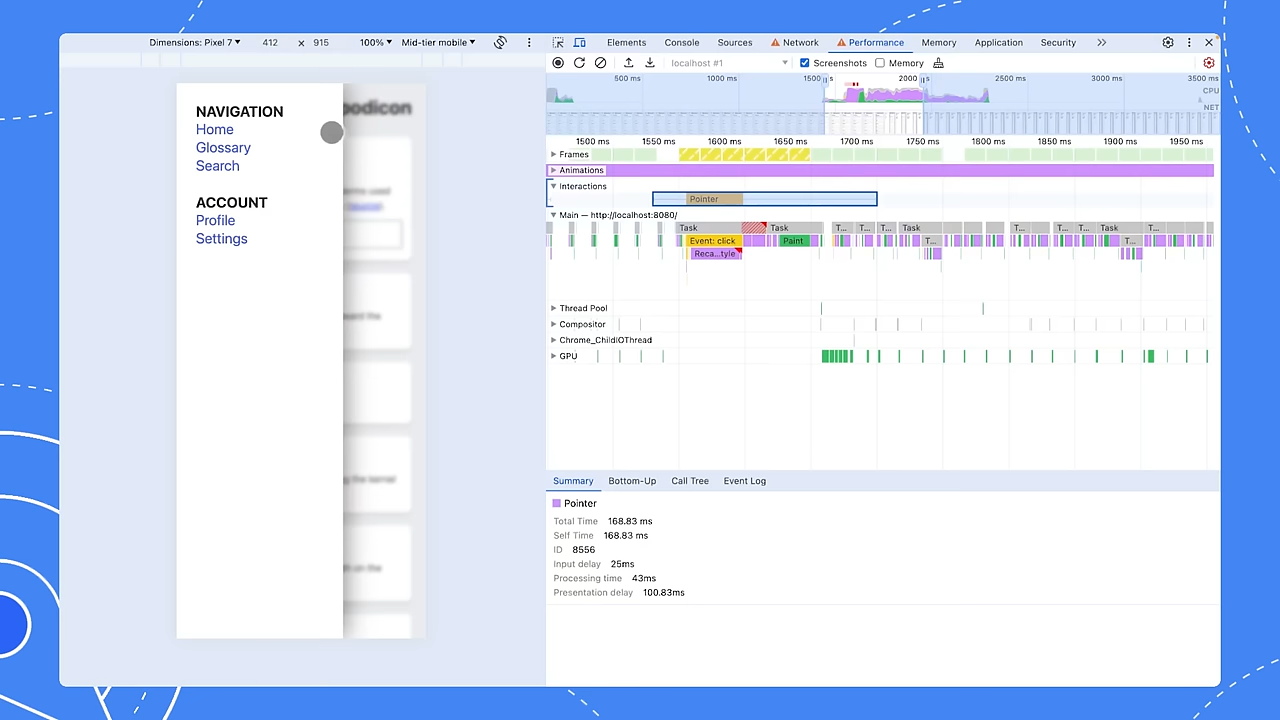 Dimensions: Pixel 7 ▼ 412 x 915 100% ▼ Mid-tier mobile ▼
NAVIGATION
Home
Glossary
Search
ACCOUNT
Profile
Settings
podicon
Elements Console Sources Network Performance Memory Application Security
localhost #1 Screenshots Memory
500 ms 1000 ms 1500 s 2000 s 2500 ms 3000 ms 3500 ms
CPU
NET
1500 ms 1550 ms 1600 ms 1650 ms 1700 ms 1750 ms 1800 ms 1850 ms 1900 ms 1950 ms
Frames
Animations
Interactions
Pointer
Main — http://localhost:8080/
Task Task T... T... T... Task T... T... T... Task T...
Event: click Paint T... T...
Reca...tyle
Thread Pool
Compositor
Chrome_ChildIOThread
GPU
Summary Bottom-Up Call Tree Event Log
Pointer
Total Time 168.83 ms
Self Time 168.83 ms
ID 8556
Input delay 25ms
Processing time 43ms
Presentation delay 100.83ms